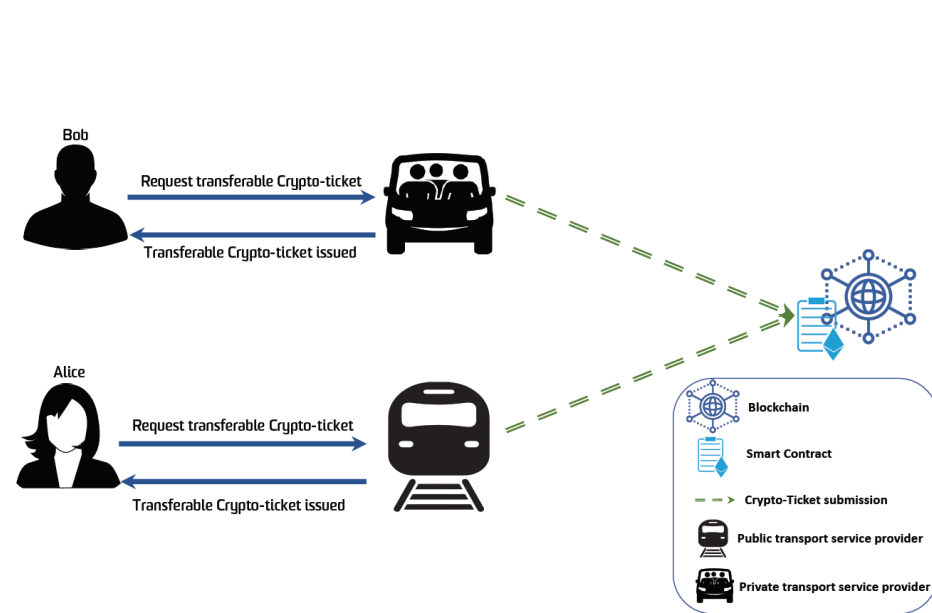 Bob
Request transferable Crypto-ticket
Transferable Crypto-ticket issued
Alice
Request transferable Crypto-ticket
Transferable Crypto-ticket issued
Blockchain
Smart Contract
Crypto-Ticket submission
Public transport service provider
Private transport service provider